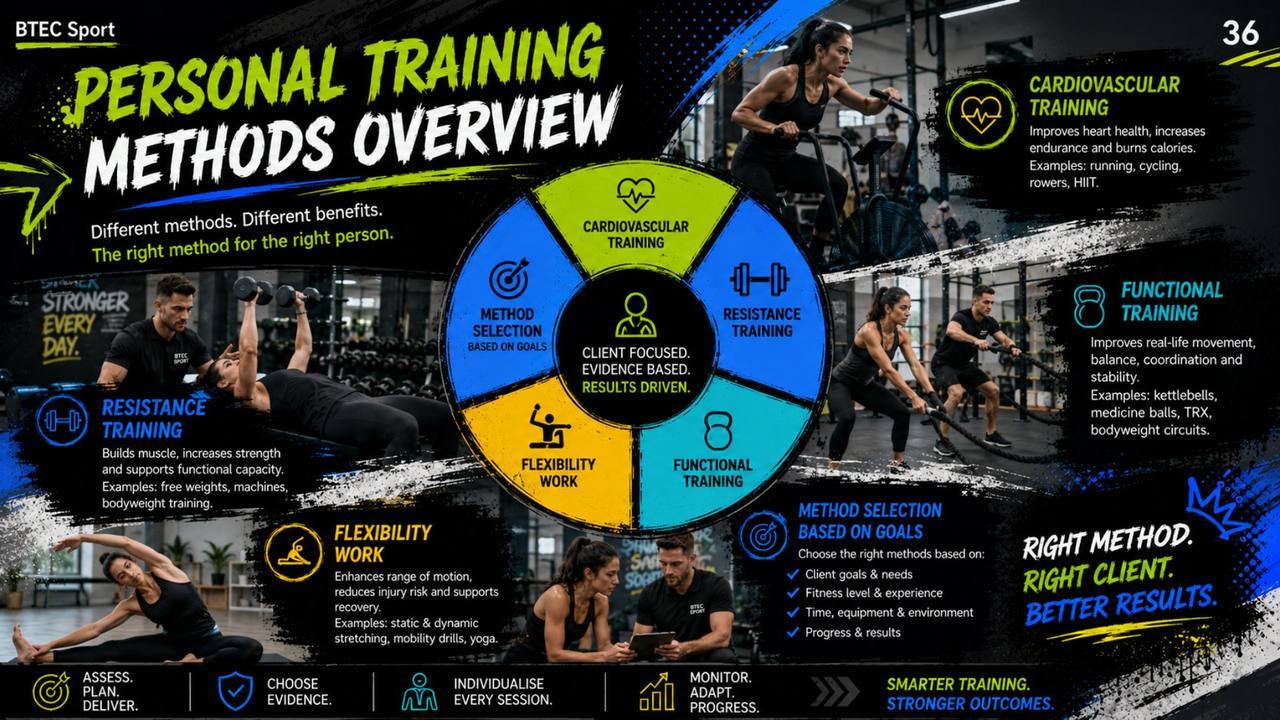 BTEC Sport
36
PERSONAL TRAINING
METHODS OVERVIEW
Different methods. Different benefits.
The right method for the right person.
CARDIOVASCULAR
TRAINING
Improves heart health, increases
endurance and burns calories.
Examples: running, cycling,
rowers, HIIT.
CARDIOVASCULAR
TRAINING
RESISTANCE
TRAINING
FUNCTIONAL
TRAINING
FLEXIBILITY
WORK
METHOD
SELECTION
BASED ON GOALS
CLIENT FOCUSED.
EVIDENCE BASED.
RESULTS DRIVEN.
STRONGER
EVERY
DAY.
BTEC
SPORT
RESISTANCE
TRAINING
Builds muscle, increases strength
and supports functional capacity.
Examples: free weights, machines,
bodyweight training.
FUNCTIONAL
TRAINING
Improves real-life movement,
balance, coordination and
stability.
Examples: kettlebells,
medicine balls, TRX,
bodyweight circuits.
FLEXIBILITY
WORK
Enhances range of motion,
reduces injury risk and supports
recovery.
Examples: static & dynamic
stretching, mobility drills, yoga.
BTEC
SPORT
METHOD SELECTION
BASED ON GOALS
Choose the right methods based on:
Client goals & needs
Fitness level & experience
Time, equipment & environment
Progress & results
RIGHT METHOD.
RIGHT CLIENT.
BETTER RESULTS.
ASSESS.
PLAN.
DELIVER.
CHOOSE
EVIDENCE.
INDIVIDUALISE
EVERY SESSION.
MONITOR.
ADAPT.
PROGRESS.
SMARTER TRAINING.
STRONGER OUTCOMES.